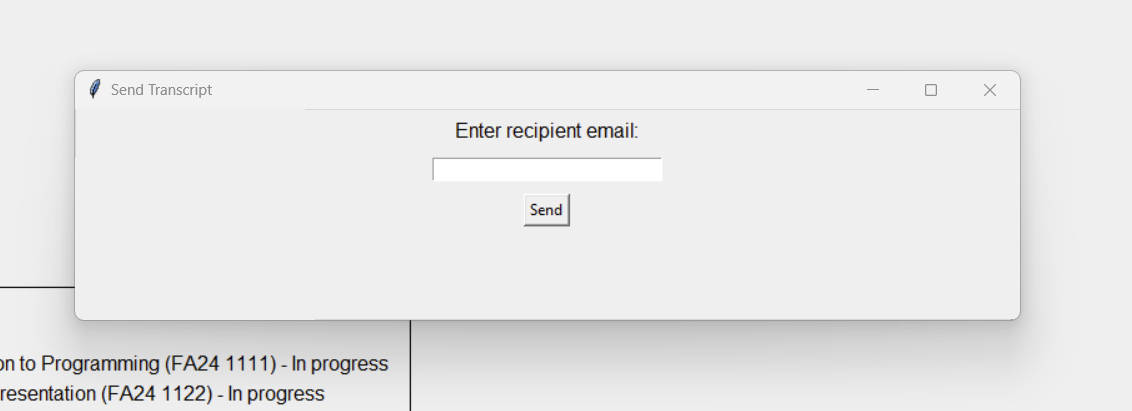 Send Transcript
Enter recipient email:
Send
on to Programming (FA24 1111) - In progress
resentation (FA24 1122) - In progress